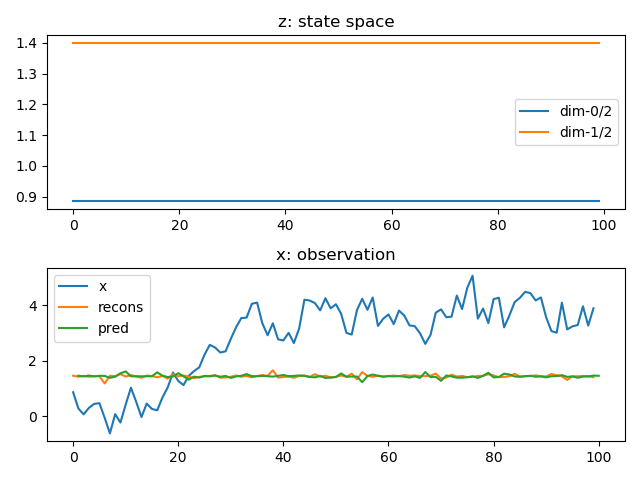 z: state space
1.4
1.3
1.2
1.1
1.0
0.9
dim-0/2
dim-1/2
0 20 40 60 80 100
x: observation
4
2
0
x
recons
pred
0 20 40 60 80 100